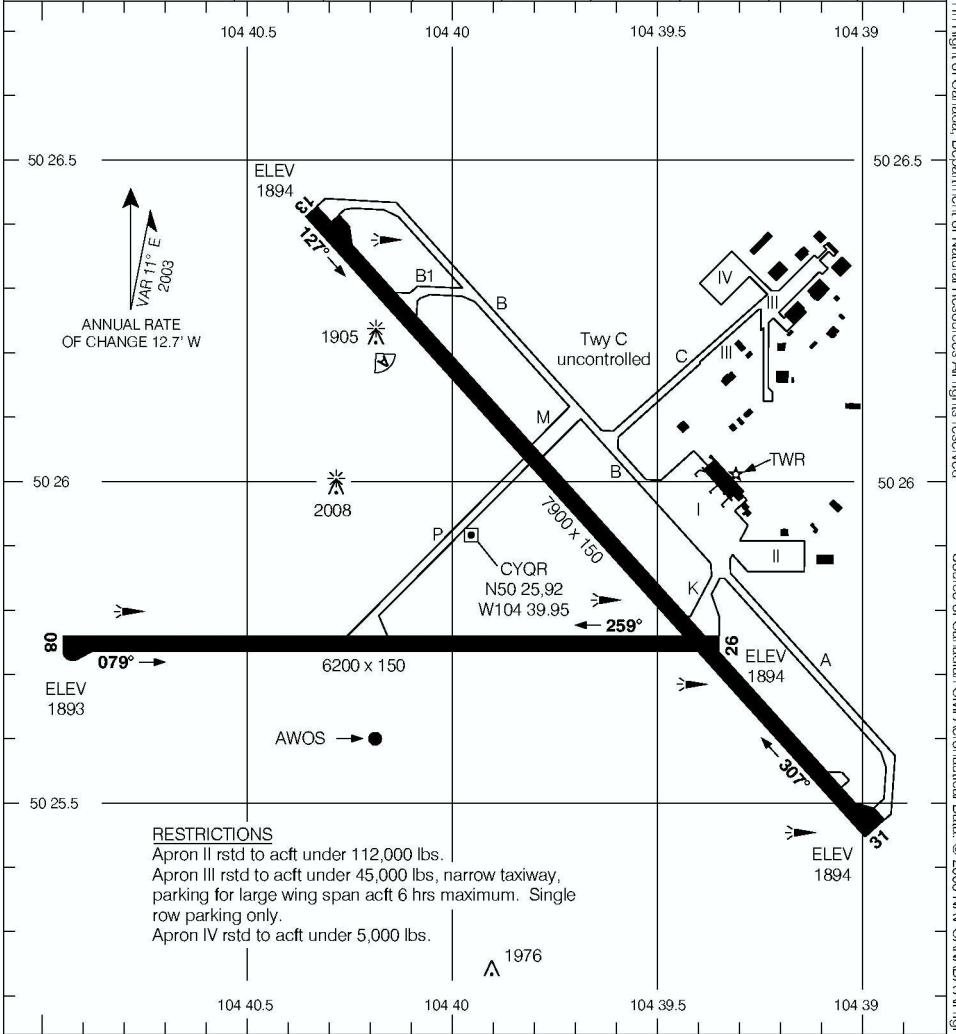 104 40.5
104 40
104 39.5
104 39
50 26.5
50 26.5
ELEV
1894
13
127°
VAR 11° E
2003
ANNUAL RATE
OF CHANGE 12.7' W
B1
B
IV
III
1905
Twy C
uncontrolled
C
III
A
M
B
TWR
50 26
50 26
2008
7900 x 150
I
P
II
CYQR
N50 25,92
W104 39.95
K
259°
08
079°
6200 x 150
26
ELEV
1894
A
ELEV
1893
AWOS
307°
50 25.5
50 25.5
31
ELEV
1894
RESTRICTIONS
Apron II rstd to acft under 112,000 lbs.
Apron III rstd to acft under 45,000 lbs, narrow taxiway,
parking for large wing span acft 6 hrs maximum. Single
row parking only.
Apron IV rstd to acft under 5,000 lbs.
1976
104 40.5
104 40
104 39.5
104 39